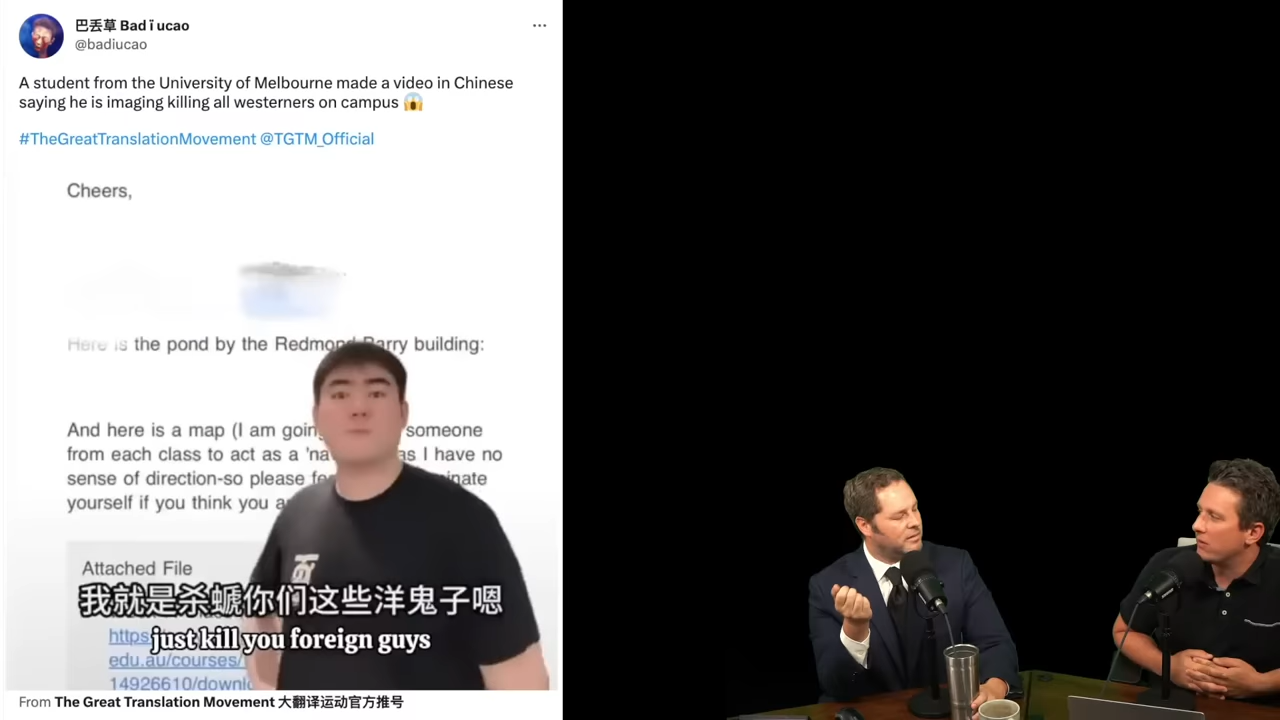 巴丢草 Bad ї ucao
@badiucao
A student from the University of Melbourne made a video in Chinese
saying he is imaging killing all westerners on campus 😱
#TheGreatTranslationMovement @TGTM_Official
Cheers,
Here is the pond by the Redmond Barry building:
And here is a map (I am going someone
from each class to act as a 'na as I have no
sense of direction-so please inate
yourself if you think you
Attached File
我就是杀螔你们这些洋鬼子嗯
just kill you foreign guys
https
edu.au/courses/
14926610/downlo
From The Great Translation Movement 大翻译运动官方推号